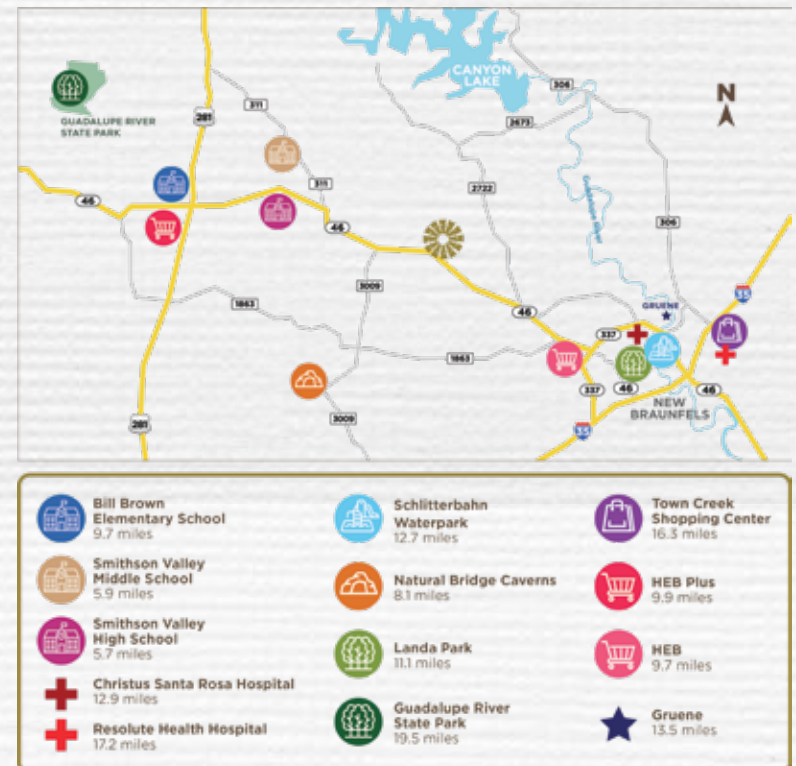 CANYON
LAKE
306
N
GUADALUPE RIVER
STATE PARK
281
311
2673
311
2722
46
46
306
Guadalupe River
3009
1863
46
GRUENE
35
337
1863
46
337
46
NEW
BRAUNFELS
3009
281
35
Bill Brown
Elementary School
9.7 miles
Smithson Valley
Middle School
5.9 miles
Smithson Valley
High School
5.7 miles
Christus Santa Rosa Hospital
12.9 miles
Resolute Health Hospital
17.2 miles
Schlitterbahn
Waterpark
12.7 miles
Natural Bridge Caverns
8.1 miles
Landa Park
11.1 miles
Guadalupe River
State Park
19.5 miles
Town Creek
Shopping Center
16.3 miles
HEB Plus
9.9 miles
HEB
9.7 miles
Gruene
13.5 miles